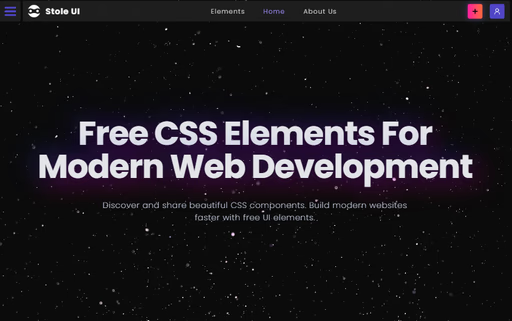 Stole UI
Elements Home About Us
Free CSS Elements For
Modern Web Development
Discover and share beautiful CSS components. Build modern websites
faster with free UI elements.